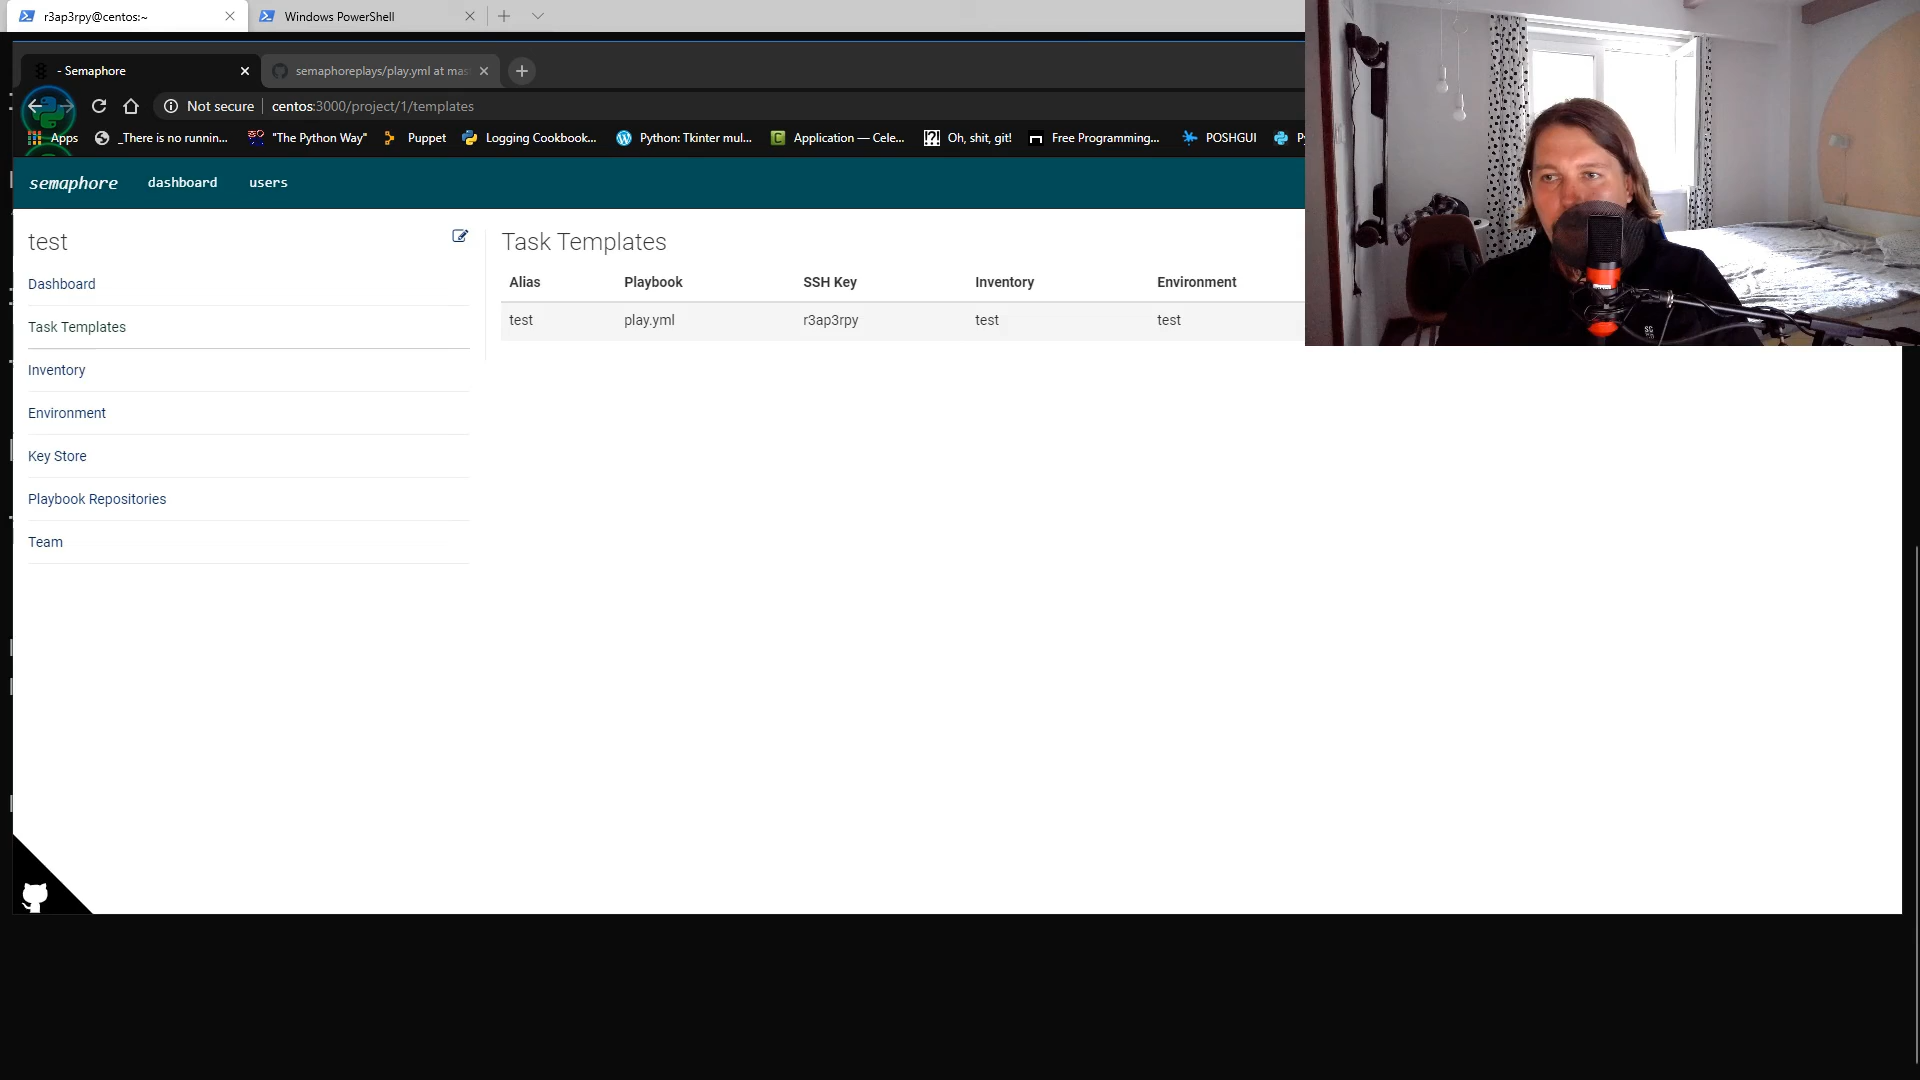 r3ap3rpy@centos:~
Windows PowerShell
- Semaphore
semaphoreplays/play.yml at mas
Not secure
centos:3000/project/1/templates
Apps
_There is no runnin...
"The Python Way"
Puppet
Logging Cookbook...
Python: Tkinter mul...
Application — Cele...
Oh, shit, git!
Free Programming...
POSHGUI
semaphore
dashboard
users
test
Dashboard
Task Templates
Inventory
Environment
Key Store
Playbook Repositories
Team
Task Templates
Alias Playbook SSH Key Inventory Environment
test play.yml r3ap3rpy test test